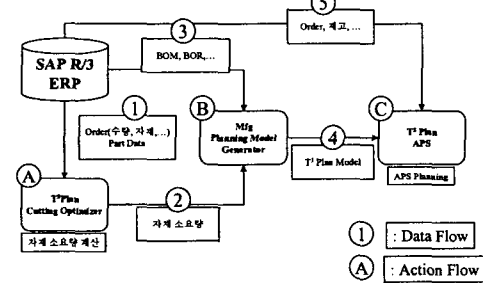 5
Order, 재고, ...
3
BOM, BOR,...
SAP R/3
ERP
1
Order(수량, 자재,...)
Part Data
B
Mfg
Planning Model
Generator
4
T³ Plan Model
C
T³ Plan
APS
APS Planning
A
T³Plan
Cutting Optimizer
자재 소요량 계산
2
자재 소요량
1 : Data Flow
A : Action Flow